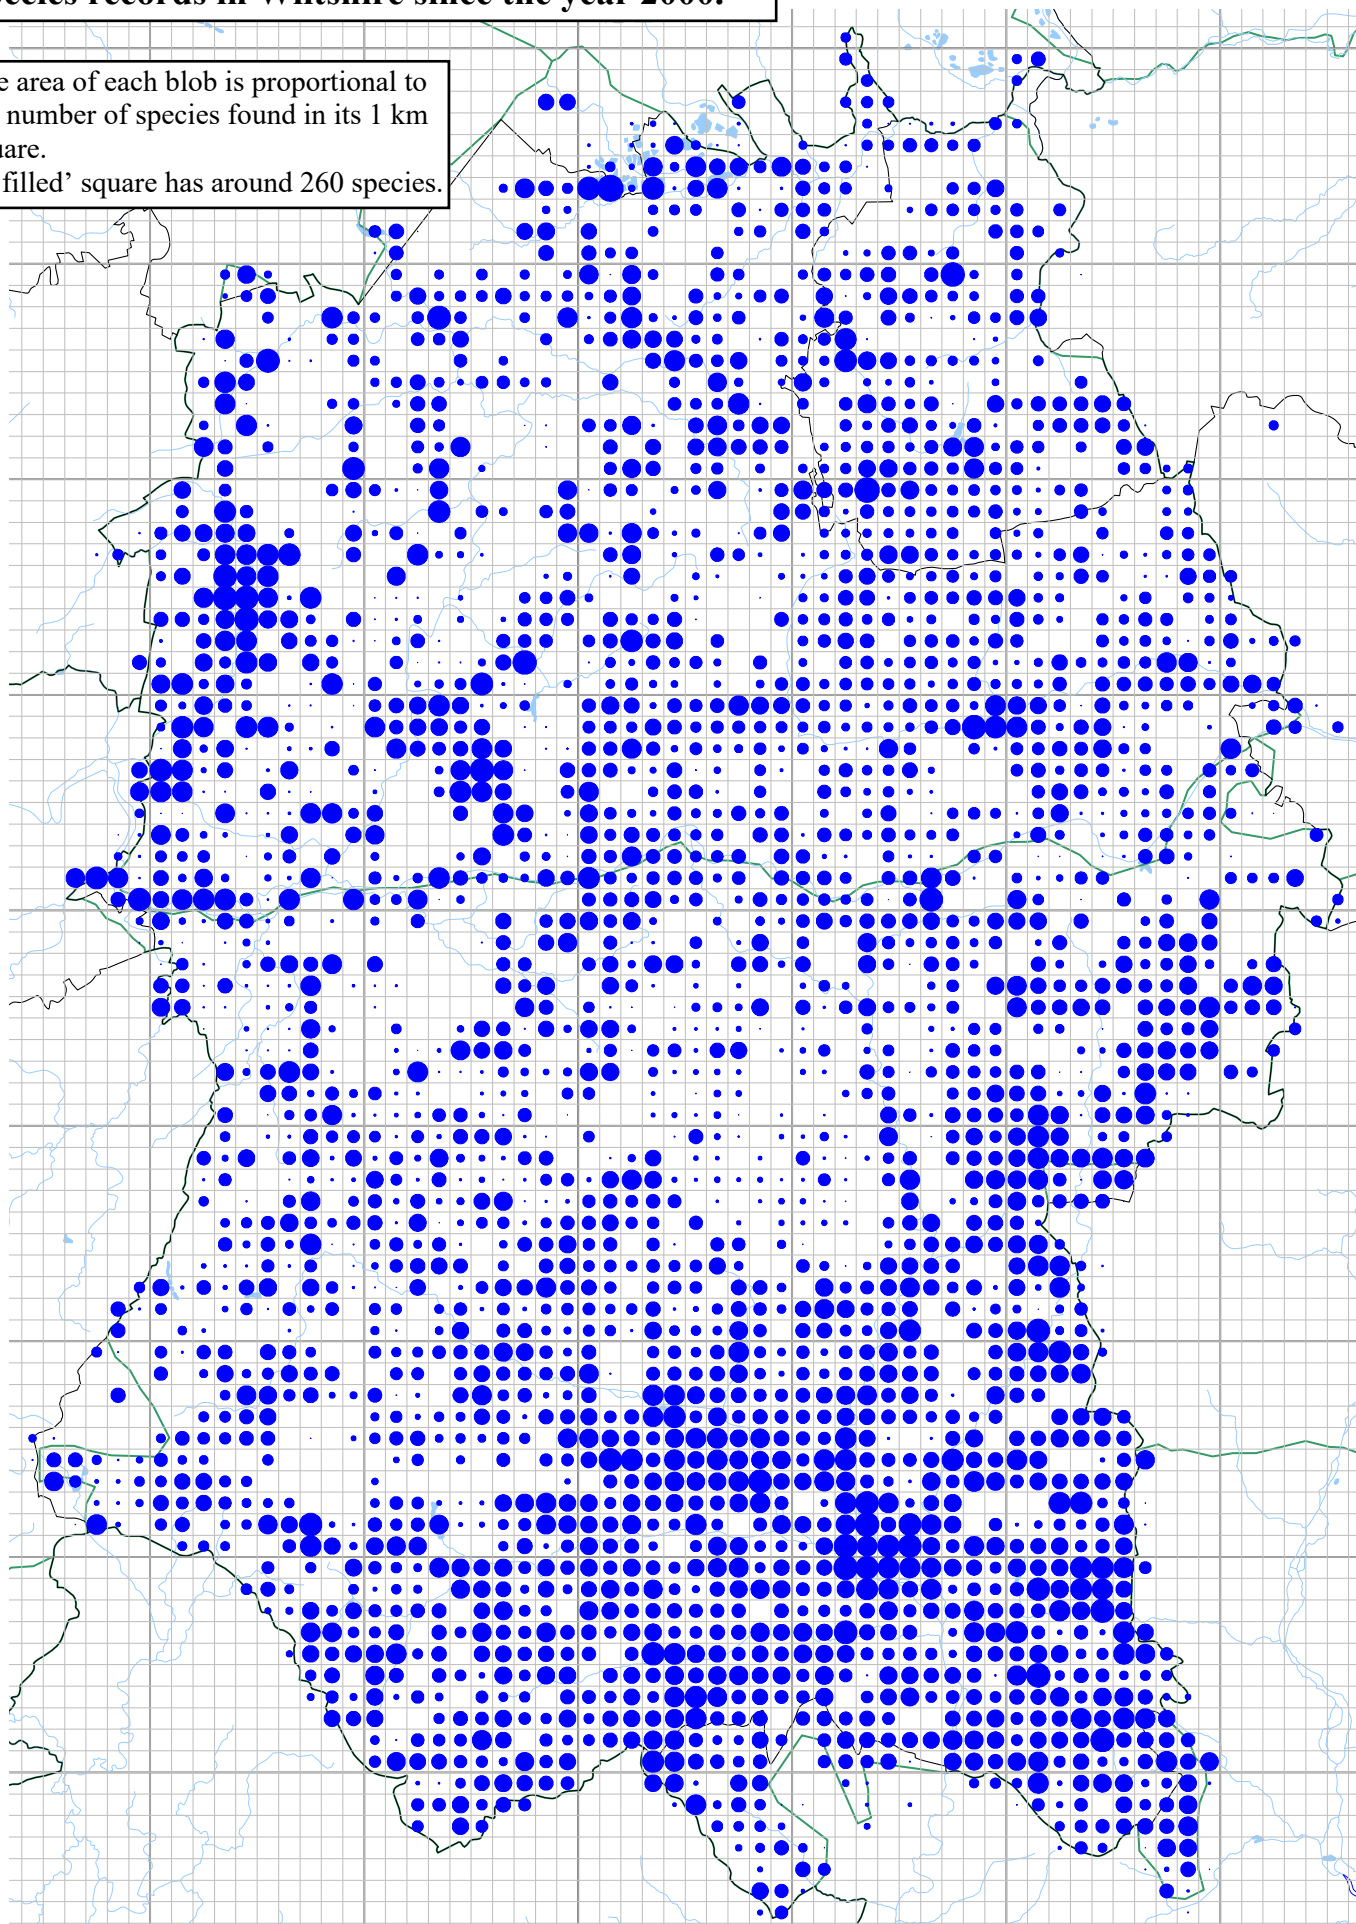 species records in Wiltshire since the year 2000.
e area of each blob is proportional to
number of species found in its 1 km
uare.
filled’ square has around 260 species.